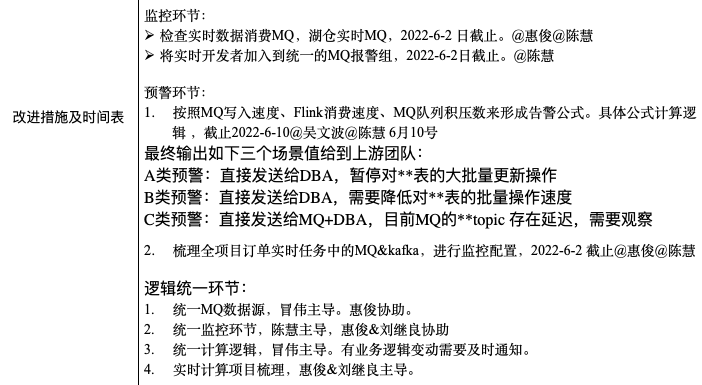 改进措施及时间表
监控环节:
➢ 检查实时数据消费MQ，湖仓实时MQ，2022-6-2 日截止。@惠俊@陈慧
➢ 将实时开发者加入到统一的MQ报警组，2022-6-2日截止。@陈慧
预警环节:
1. 按照MQ写入速度、Flink消费速度、MQ队列积压数来形成告警公式。具体公式计算逻
辑 ，截止2022-6-10@吴文波@陈慧 6月10号
最终输出如下三个场景值给到上游团队：
A类预警：直接发送给DBA，暂停对**表的大批量更新操作
B类预警：直接发送给DBA，需要降低对**表的批量操作速度
C类预警：直接发送给MQ+DBA，目前MQ的**topic 存在延迟，需要观察
2. 梳理全项目订单实时任务中的MQ&kafka，进行监控配置，2022-6-2 截止@惠俊@陈慧
逻辑统一环节：
1. 统一MQ数据源，冒伟主导。惠俊协助。
2. 统一监控环节，陈慧主导，惠俊&刘继良协助
3. 统一计算逻辑，冒伟主导。有业务逻辑变动需要及时通知。
4. 实时计算项目梳理，惠俊&刘继良主导。